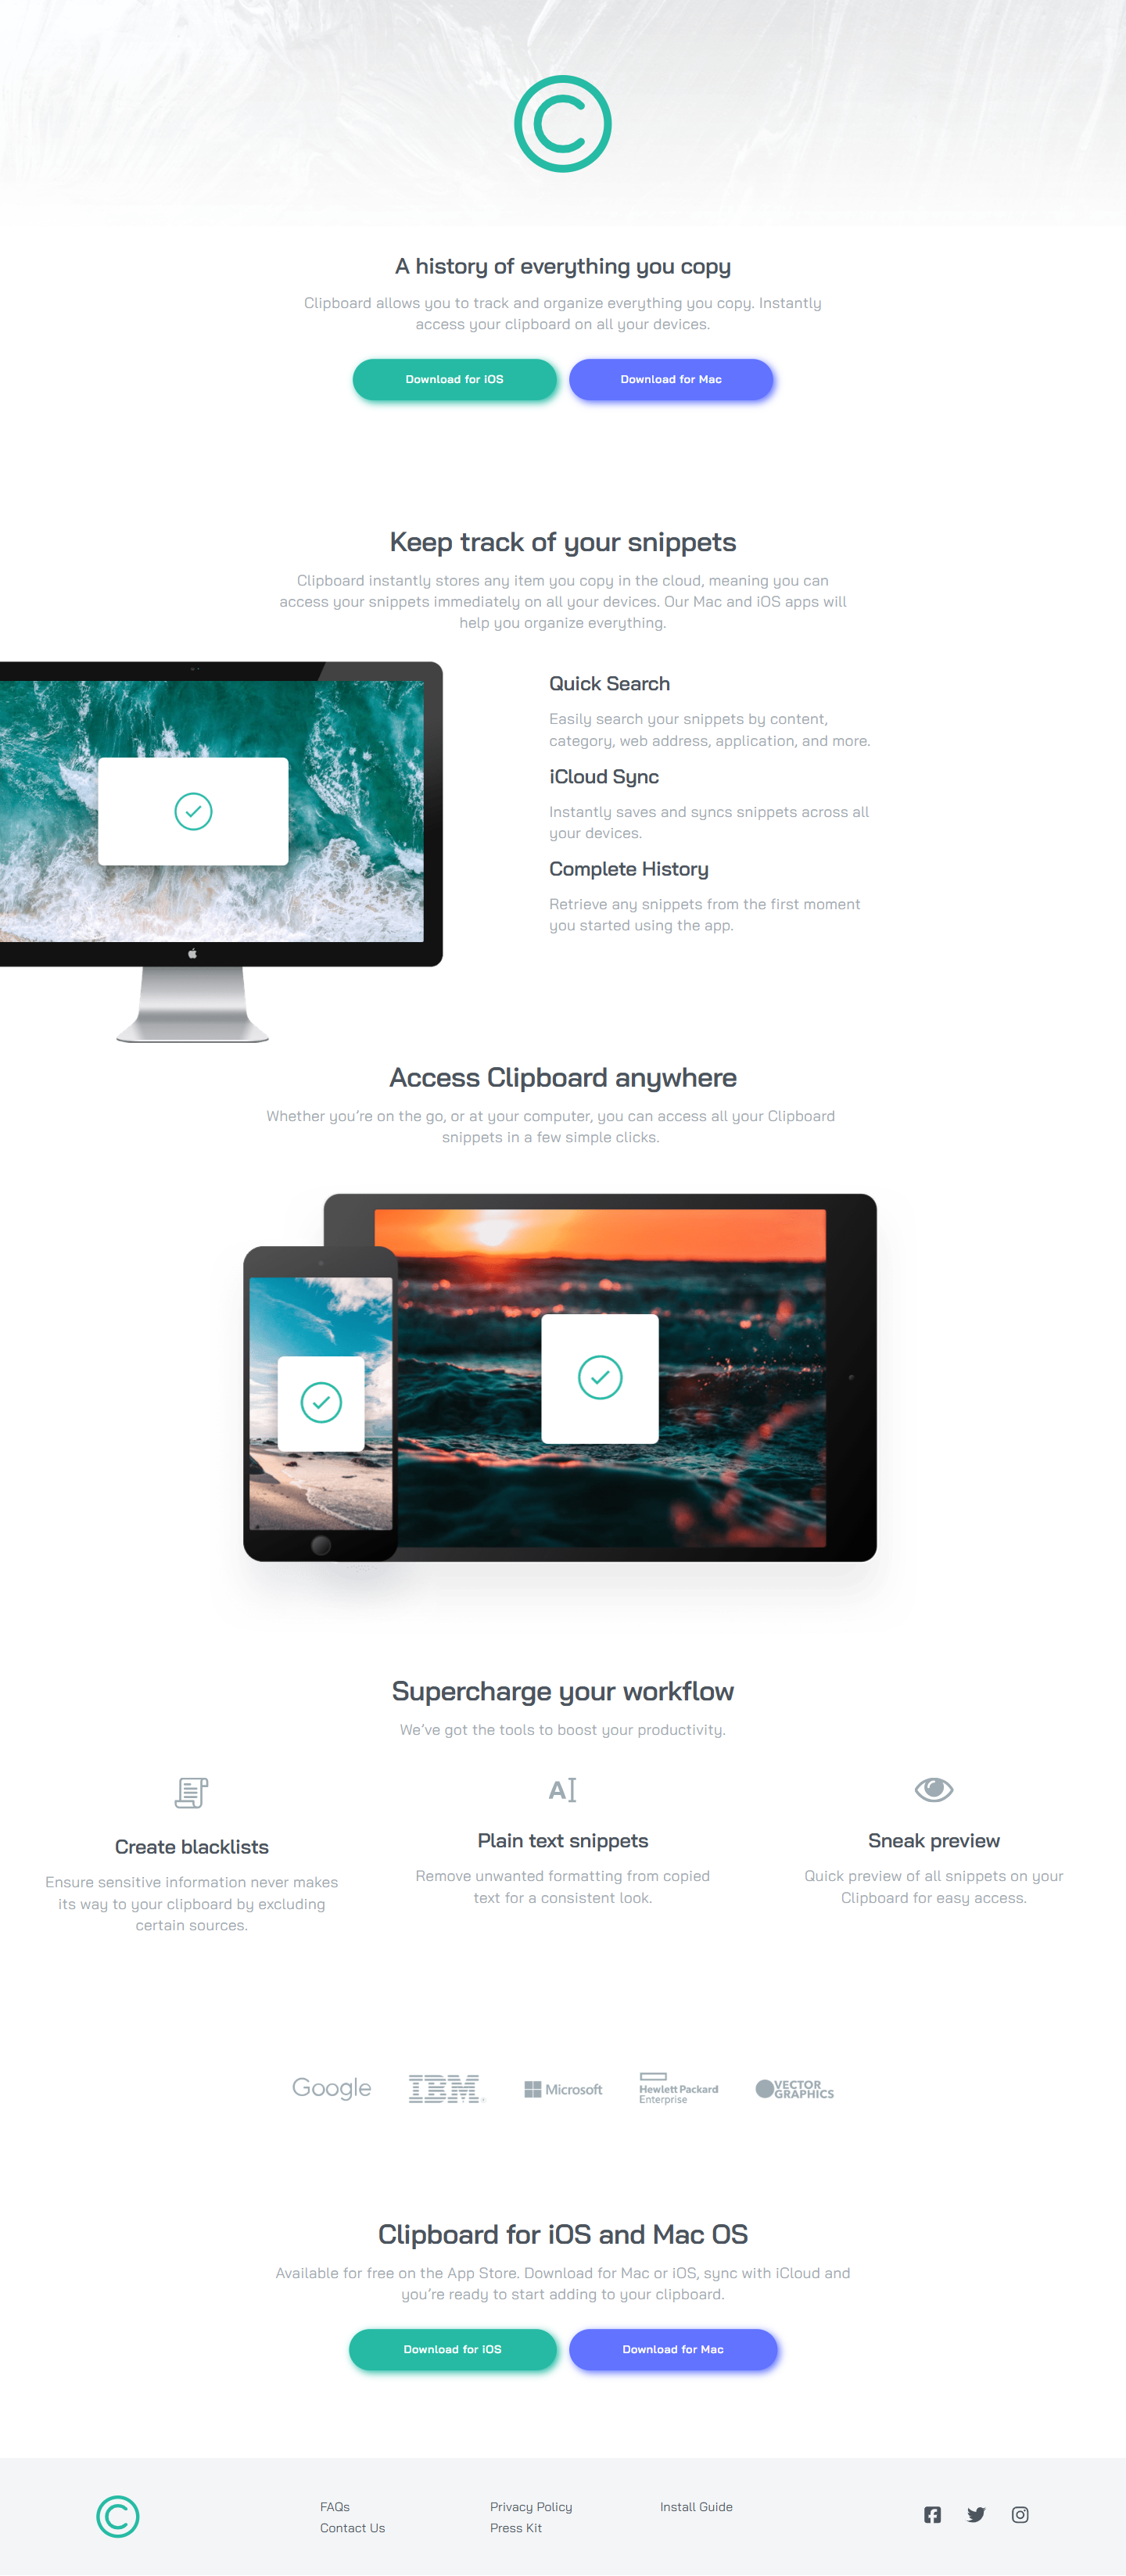 A history of everything you copy
Clipboard allows you to track and organize everything you copy. Instantly
access your clipboard on all your devices.
Download for iOS
Download for Mac
Keep track of your snippets
Clipboard instantly stores any item you copy in the cloud, meaning you can
access your snippets immediately on all your devices. Our Mac and iOS apps will
help you organize everything.
Quick Search
Easily search your snippets by content,
category, web address, application, and more.
iCloud Sync
Instantly saves and syncs snippets across all
your devices.
Complete History
Retrieve any snippets from the first moment
you started using the app.
Access Clipboard anywhere
Whether you’re on the go, or at your computer, you can access all your Clipboard
snippets in a few simple clicks.
Supercharge your workflow
We’ve got the tools to boost your productivity.
Create blacklists
Ensure sensitive information never makes
its way to your clipboard by excluding
certain sources.
Plain text snippets
Remove unwanted formatting from copied
text for a consistent look.
Sneak preview
Quick preview of all snippets on your
Clipboard for easy access.
Google
IBM
Microsoft
Hewlett Packard
Enterprise
VECTOR
GRAPHICS
Clipboard for iOS and Mac OS
Available for free on the App Store. Download for Mac or iOS, sync with iCloud and
you’re ready to start adding to your clipboard.
Download for iOS
Download for Mac
FAQs
Contact Us
Privacy Policy
Press Kit
Install Guide